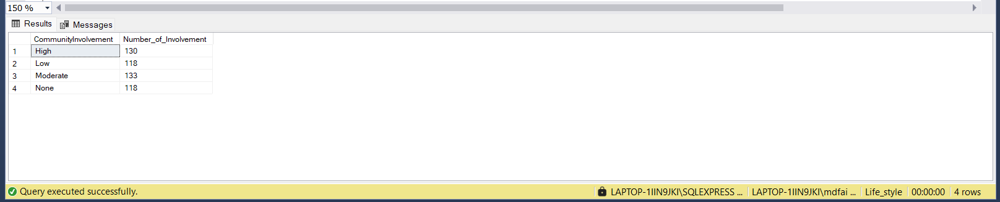 150 %
Results Messages
CommunityInvolvement Number_of_Involvement
1 High 130
2 Low 118
3 Moderate 133
4 None 118
Query executed successfully. LAPTOP-1IIN9JKI\SQLEXPRESS ... LAPTOP-1IIN9JKI\mdfai ... Life_style 00:00:00 4 rows